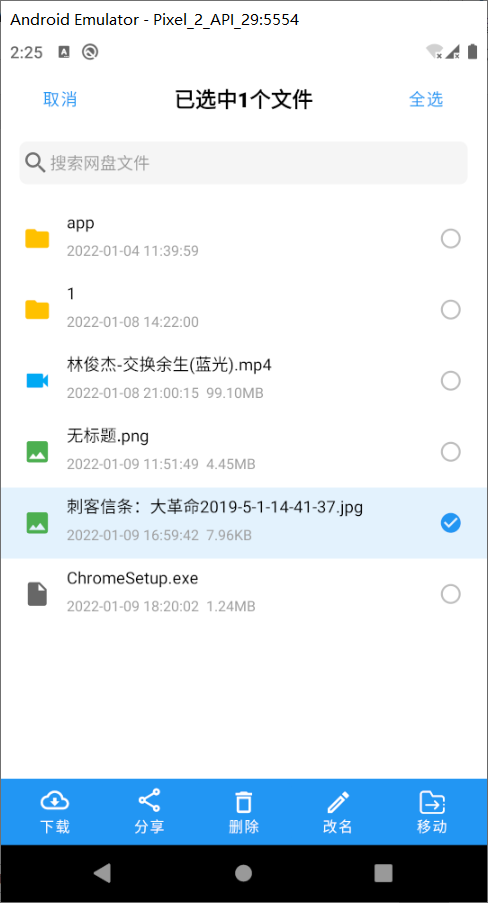 Android Emulator - Pixel_2_API_29:5554
2:25
取消 已选中1个文件 全选
搜索网盘文件
app
2022-01-04 11:39:59
1
2022-01-08 14:22:00
林俊杰-交换余生(蓝光).mp4
2022-01-08 21:00:15 99.10MB
无标题.png
2022-01-09 11:51:49 4.45MB
刺客信条：大革命2019-5-1-14-41-37.jpg
2022-01-09 16:59:42 7.96KB
ChromeSetup.exe
2022-01-09 18:20:02 1.24MB
下载 分享 删除 改名 移动